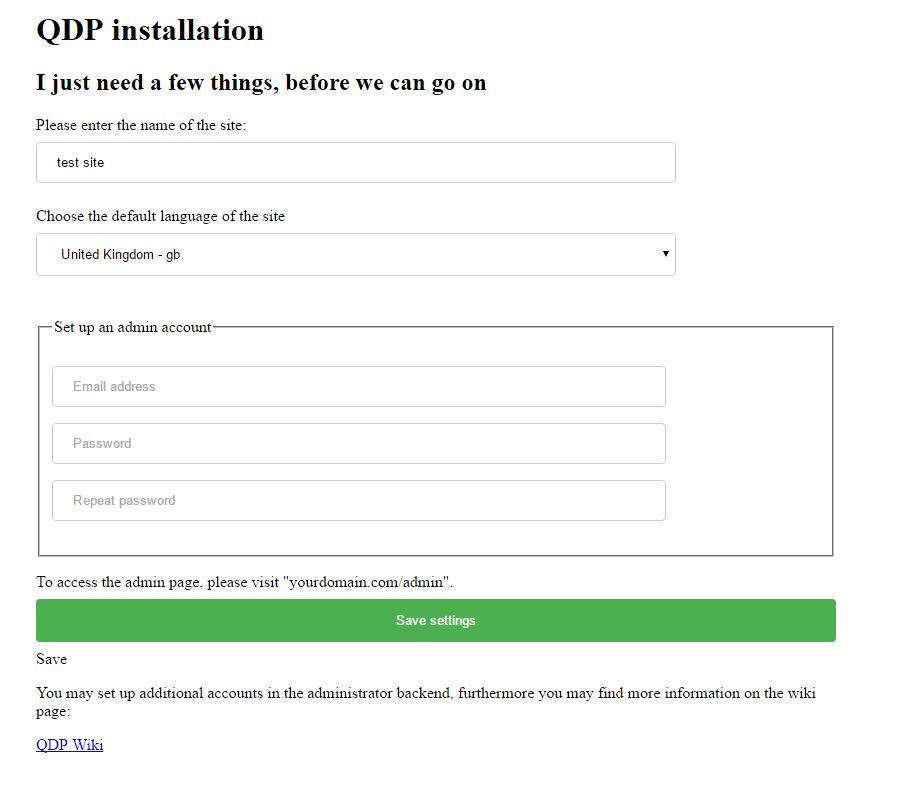 QDP installation
I just need a few things, before we can go on
Please enter the name of the site:
test site
Choose the default language of the site
United Kingdom - gb
Set up an admin account
Email address
Password
Repeat password
To access the admin page, please visit "yourdomain.com/admin".
Save settings
Save
You may set up additional accounts in the administrator backend, furthermore you may find more information on the wiki
page:
QDP Wiki